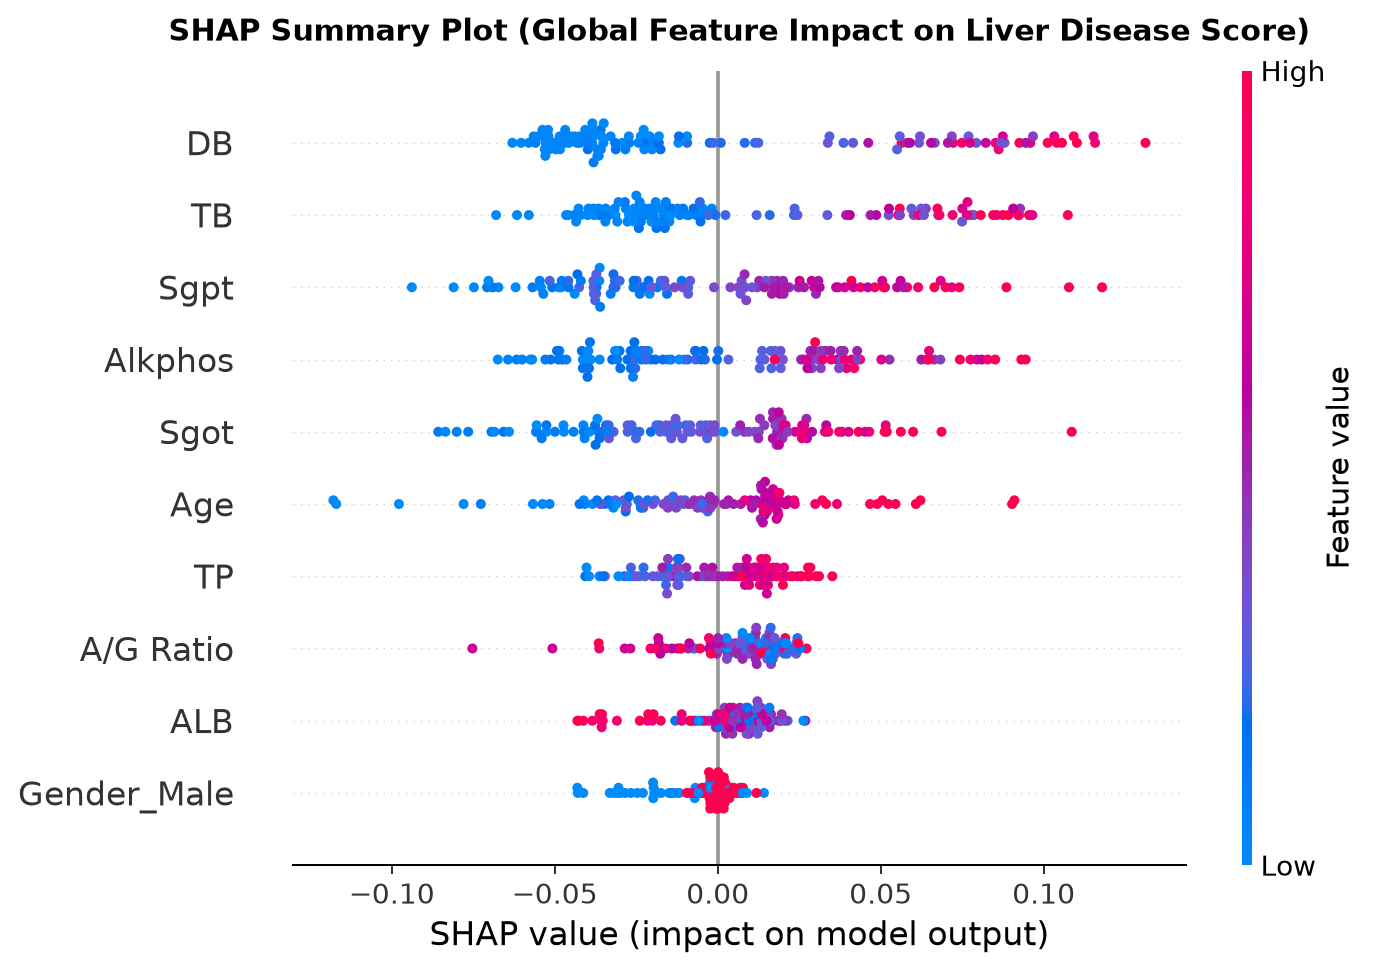 SHAP Summary Plot (Global Feature Impact on Liver Disease Score)
High
DB
TB
Sgpt
Alkphos
Sgot
Age
TP
A/G Ratio
ALB
Gender_Male
Feature value
Low
−0.10 −0.05 0.00 0.05 0.10
SHAP value (impact on model output)